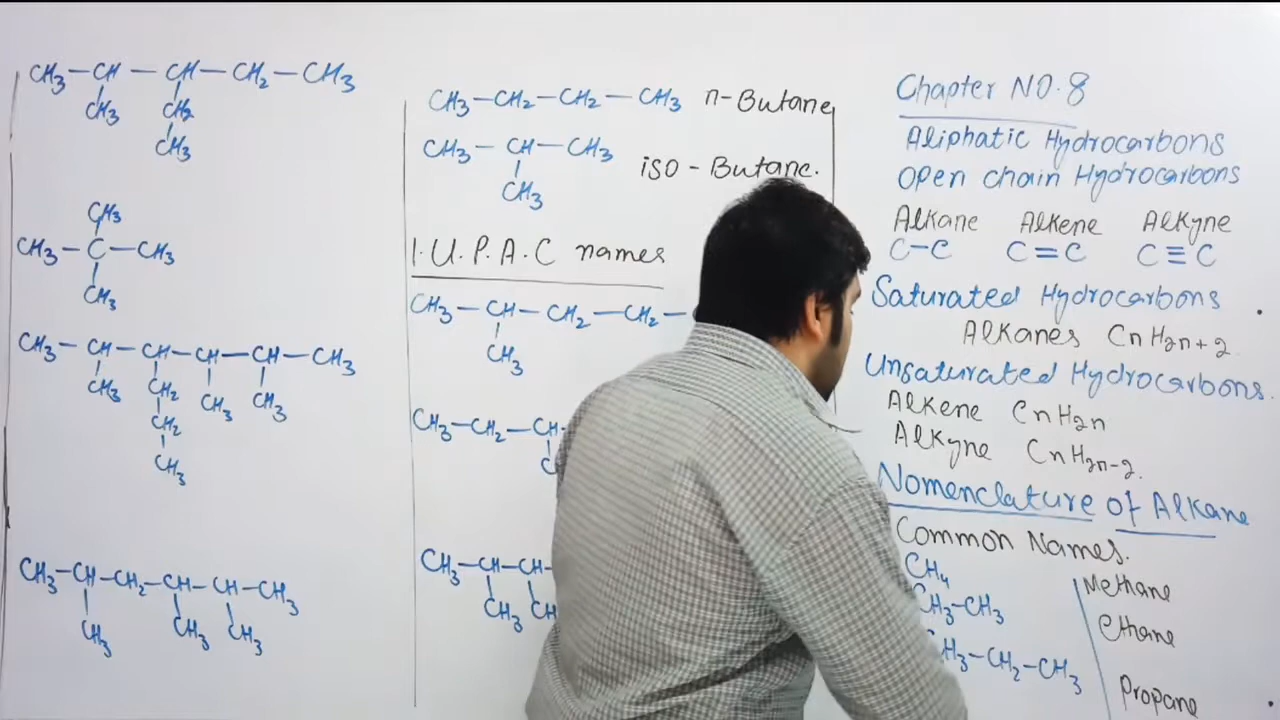 CH3—CH—CH—CH2—CH3
CH3 CH2
CH3
CH3
CH3—C—CH3
CH3
CH3—CH—CH—CH—CH—CH3
CH3 CH2 CH3 CH3
CH2
CH3
CH3—CH—CH2—CH—CH—CH3
CH3 CH3 CH3
CH3—CH2—CH2—CH3 n-Butane
CH3—CH—CH3
iso-Butane.
CH3
I.U.P.A.C names
CH3—CH—CH2—CH2—
CH3
CH3—CH2—CH
CH3—CH—CH—
CH3
Chapter NO.8
Aliphatic Hydrocarbons
Open chain Hydrocarbons
Alkane Alkene Alkyne
C-C C=C C≡C
Saturated Hydrocarbons
Alkanes CnH2n+2
Unsaturated Hydrocarbons.
Alkene CnH2n
Alkyne CnH2n-2.
Nomenclature of Alkane
Common Names.
CH4 Methane
CH3-CH3 Ethane
CH3-CH2-CH3 Propane